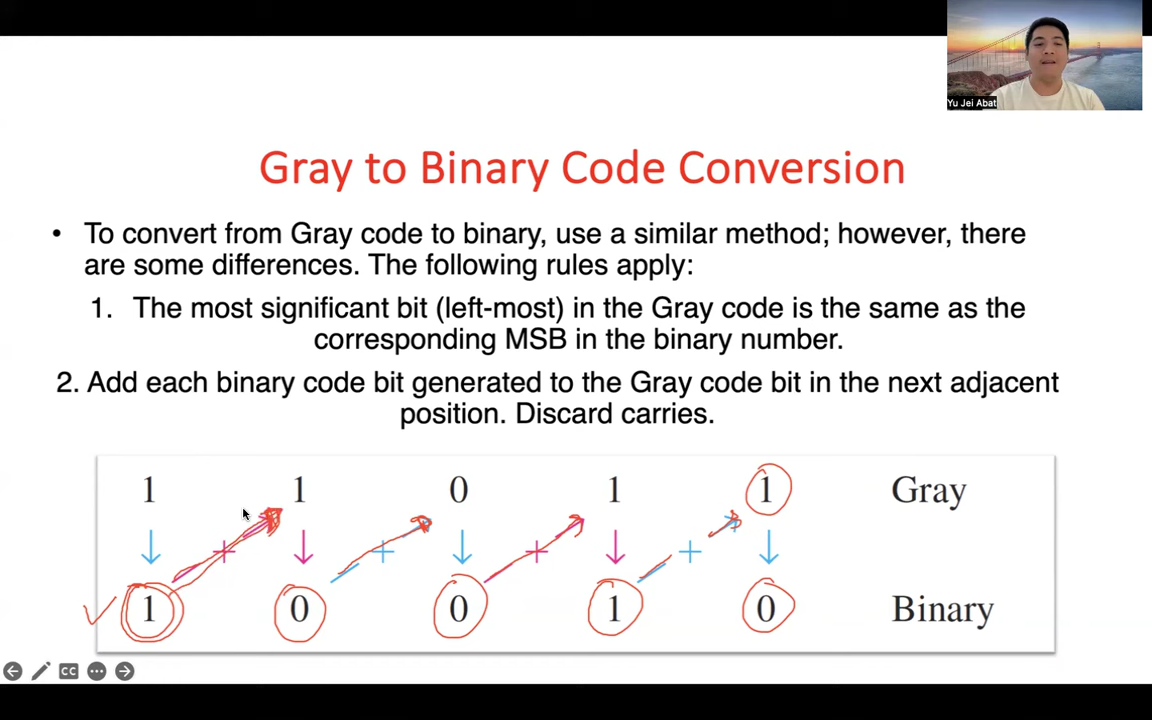 Yu Jei Abat
Gray to Binary Code Conversion
• To convert from Gray code to binary, use a similar method; however, there
are some differences. The following rules apply:
1. The most significant bit (left-most) in the Gray code is the same as the
corresponding MSB in the binary number.
2. Add each binary code bit generated to the Gray code bit in the next adjacent
position. Discard carries.
1 1 0 1 1 Gray
+ + + +
1 0 0 1 0 Binary
CC